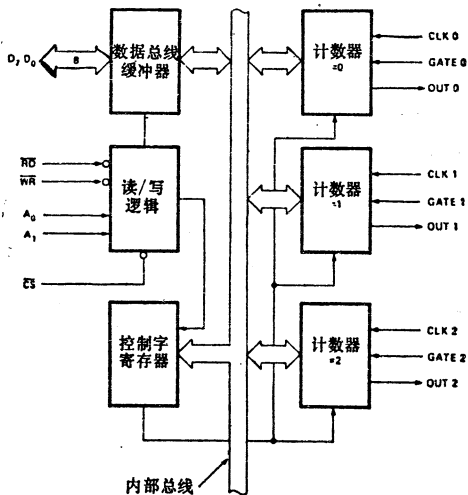 D7 D0
8
数据总线
缓冲器
计数器
=0
CLK 0
GATE 0
OUT 0
RD
WR
A0
A1
CS
读/写
逻辑
计数器
=1
CLK 1
GATE 1
OUT 1
控制字
寄存器
计数器
=2
CLK 2
GATE 2
OUT 2
内部总线